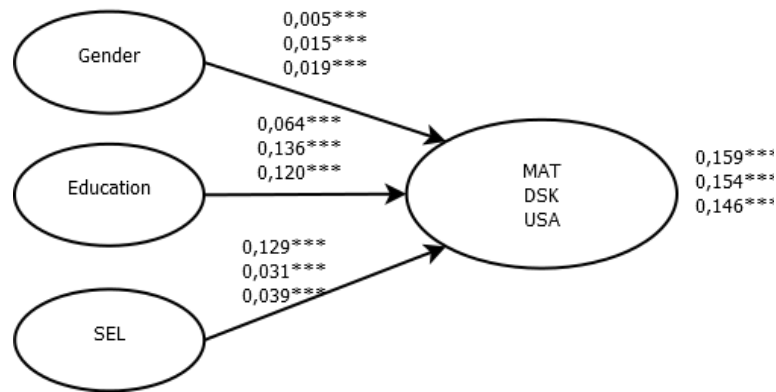 0,005***
0,015***
0,019***
Gender
0,064***
0,136***
0,120***
Education
MAT
DSK
USA
0,159***
0,154***
0,146***
0,129***
0,031***
0,039***
SEL